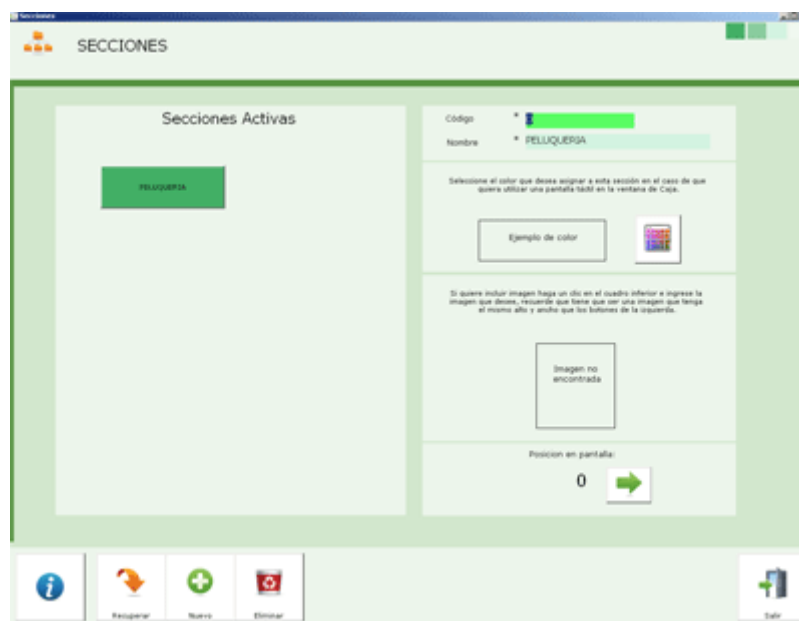 Secciones
SECCIONES
Secciones Activas
PELUQUERIA
Código *
Nombre * PELUQUERIA
Seleccione el color que desea asignar a esta sección en el caso de que
quiera utilizar una pantalla táctil en la ventana de Caja.
Ejemplo de color
Si quiere incluir imagen haga un clic en el cuadro inferior e ingrese la
imagen que desee, recuerde que tiene que ser una imagen que tenga
el mismo alto y ancho que los botones de la izquierda.
Imagen no
encontrada
Posicion en pantalla:
0
Recuperar
Nuevo
Eliminar
Salir